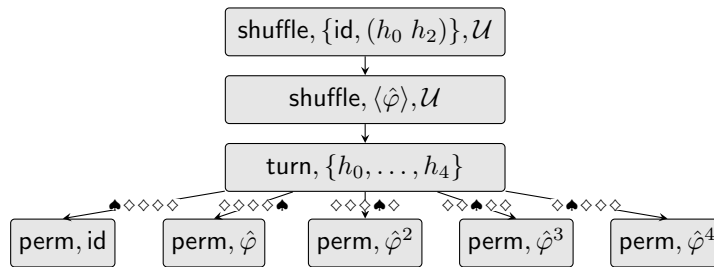 shuffle, {id, (h₀ h₂)}, 𝒰
shuffle, ⟨φ̂⟩, 𝒰
turn, {h₀, . . . , h₄}
♠♢♢♢♢ ♢♢♢♢♠ ♢♢♢♠♢ ♢♢♠♢♢ ♢♠♢♢♢
perm, id perm, φ̂ perm, φ̂² perm, φ̂³ perm, φ̂⁴